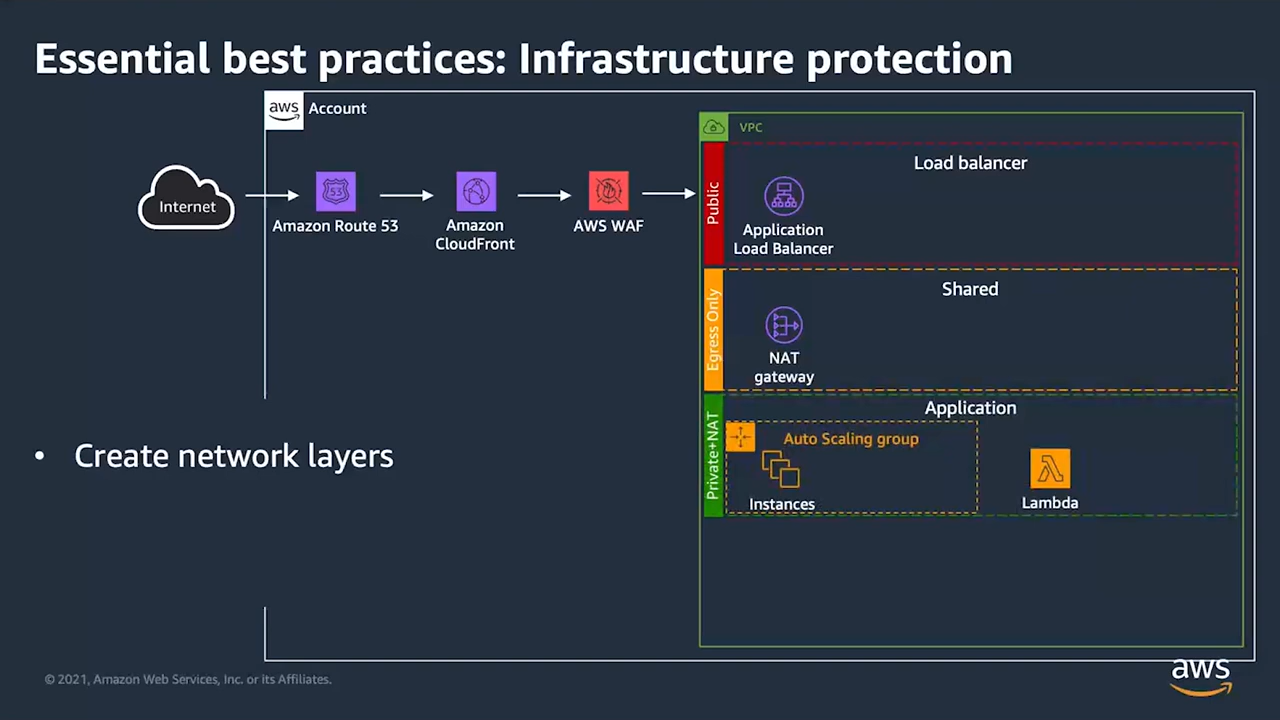 Essential best practices: Infrastructure protection
aws
Account
VPC
Public
Load balancer
Internet
53
Amazon Route 53
Amazon
CloudFront
AWS WAF
Application
Load Balancer
Egress Only
Shared
NAT
gateway
Private+NAT
Application
Auto Scaling group
Instances
Lambda
• Create network layers
© 2021, Amazon Web Services, Inc. or its Affiliates.
aws